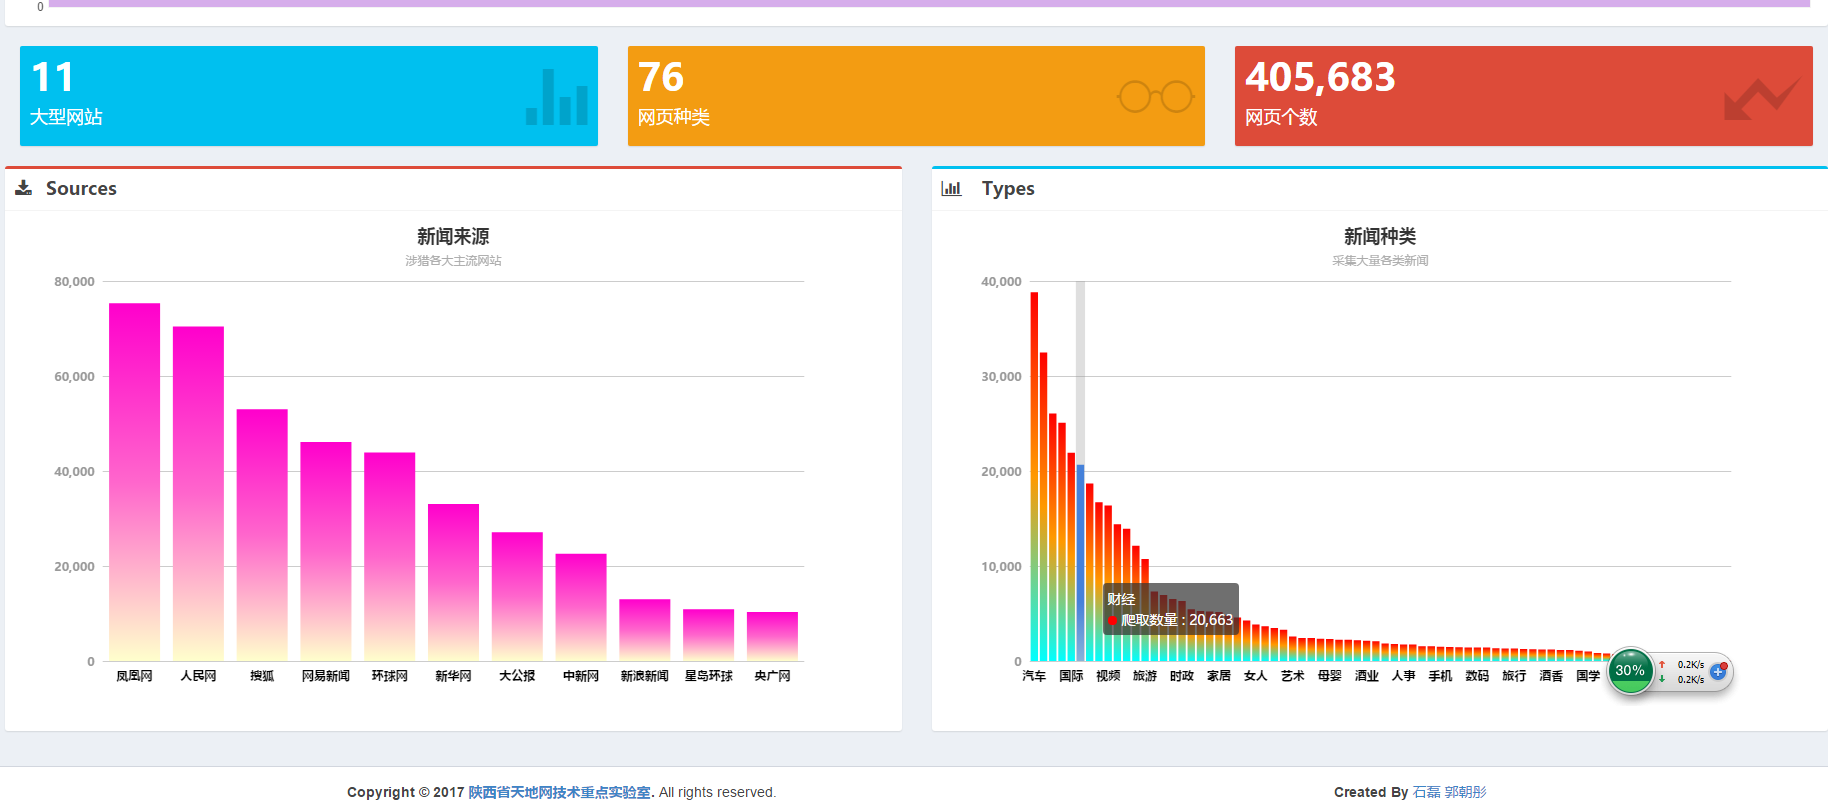 0
11
大型网站
76
网页种类
405,683
网页个数
Sources
新闻来源
涉猎各大主流网站
80,000
60,000
40,000
20,000
0
凤凰网 人民网 搜狐 网易新闻 环球网 新华网 大公报 中新网 新浪新闻 星岛环球 央广网
Types
新闻种类
采集大量各类新闻
40,000
30,000
20,000
10,000
0
财经
爬取数量 : 20,663
汽车 国际 视频 旅游 时政 家居 女人 艺术 母婴 酒业 人事 手机 数码 旅行 酒香 国学
30%
0.2K/s
0.2K/s
Copyright © 2017 陕西省天地网技术重点实验室. All rights reserved.
Created By 石磊 郭朝彤